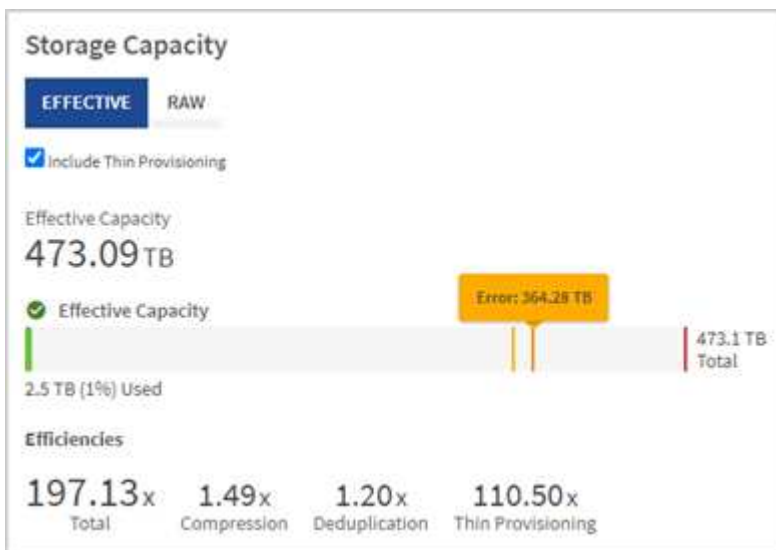 Storage Capacity
EFFECTIVE RAW
Include Thin Provisioning
Effective Capacity
473.09 TB
Error: 364.28 TB
Effective Capacity
473.1 TB
Total
2.5 TB (1%) Used
Efficiencies
197.13x 1.49x 1.20x 110.50x
Total Compression Deduplication Thin Provisioning